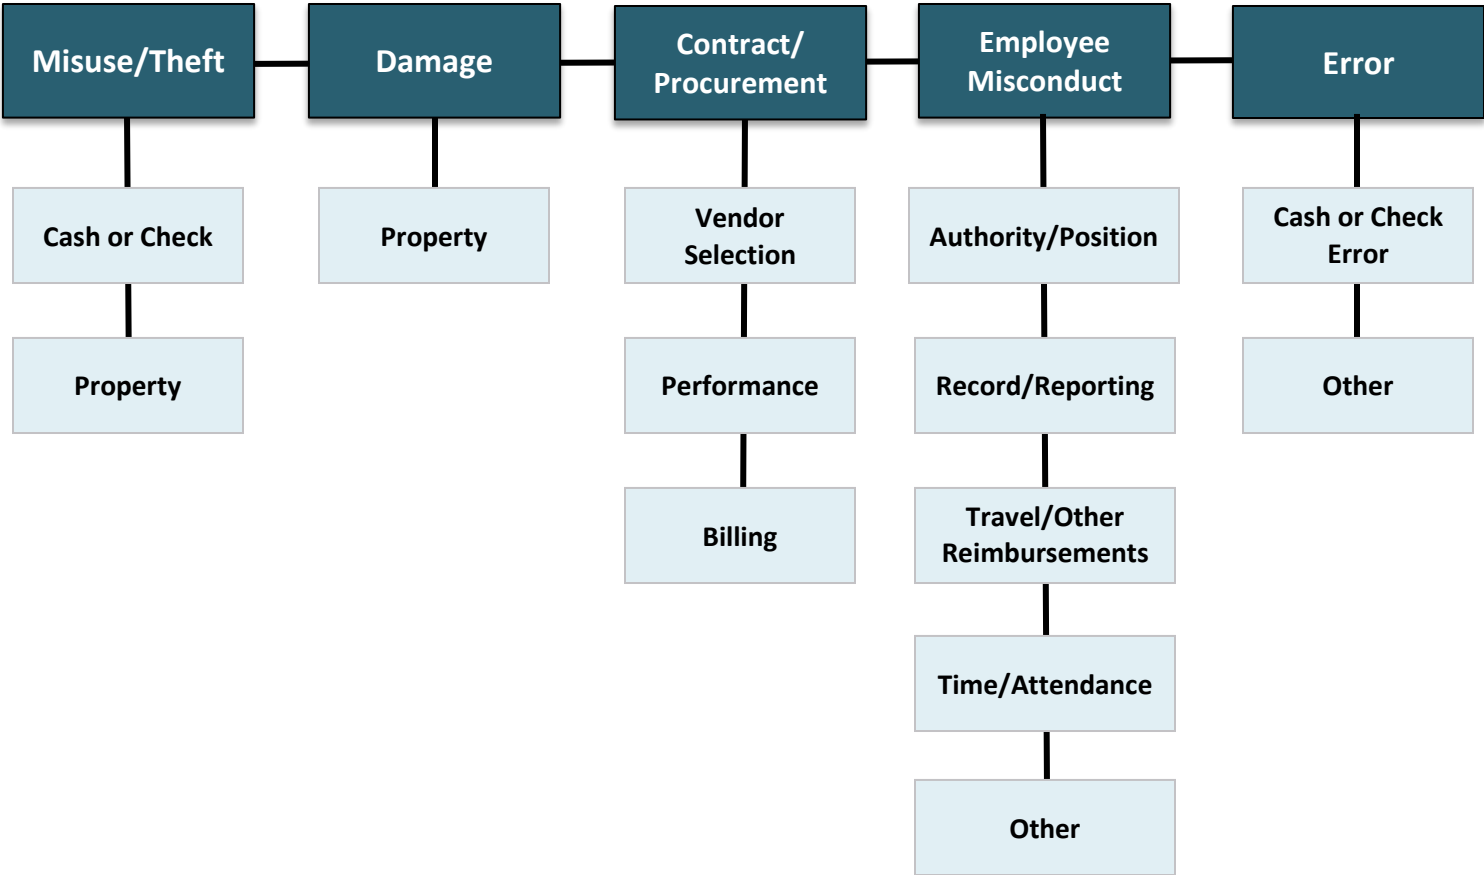 Misuse/Theft
Damage
Contract/
Procurement
Employee
Misconduct
Error
Cash or Check
Property
Vendor
Selection
Authority/Position
Cash or Check
Error
Property
Performance
Record/Reporting
Other
Billing
Travel/Other
Reimbursements
Time/Attendance
Other